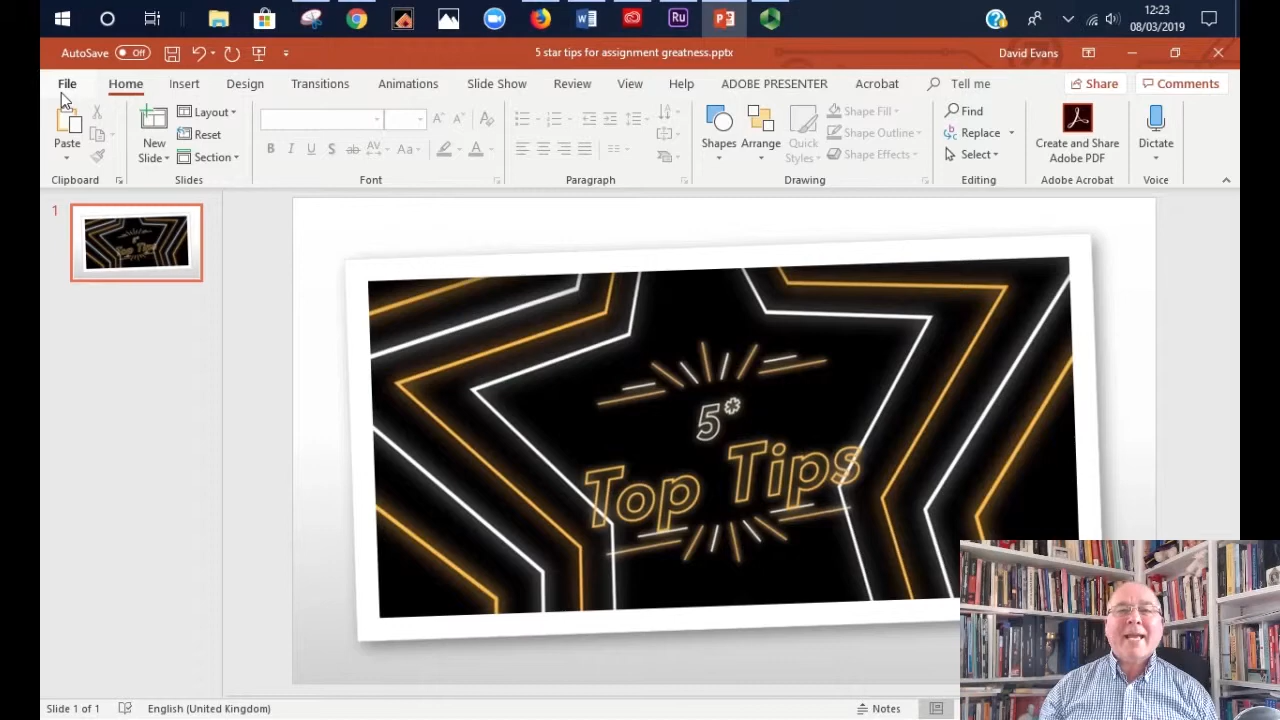 12:23
08/03/2019
AutoSave Off
5 star tips for assignment greatness.pptx
David Evans
File Home Insert Design Transitions Animations Slide Show Review View Help ADOBE PRESENTER Acrobat Tell me Share Comments
Paste
New Slide
Layout
Reset
Section
Shapes
Arrange
Quick Styles
Shape Fill
Shape Outline
Shape Effects
Find
Replace
Select
Create and Share Adobe PDF
Dictate
Clipboard Slides Font Paragraph Drawing Editing Adobe Acrobat Voice
1
5*
Top Tips
Slide 1 of 1 English (United Kingdom) Notes